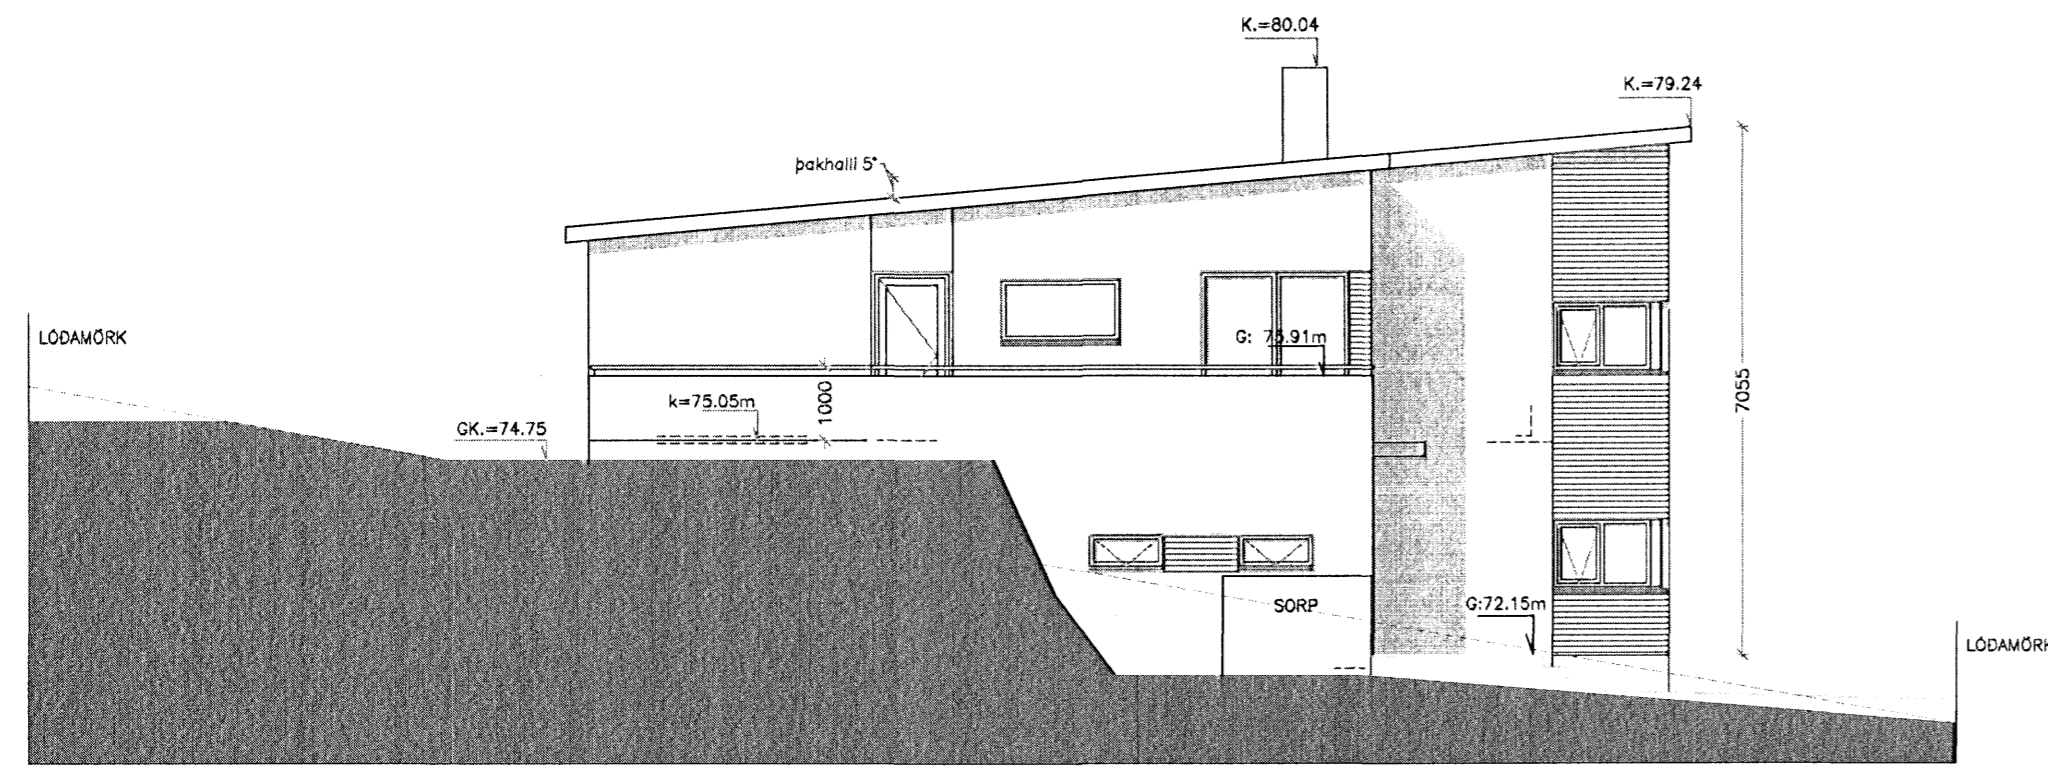 K.=80.04
K.=79.24
þakhalli 5°
LÓÐAMÖRK
G: 75.91m
7055
k=75.05m
1000
GK.=74.75
SORP
G:72.15m
LÓÐAMÖRK